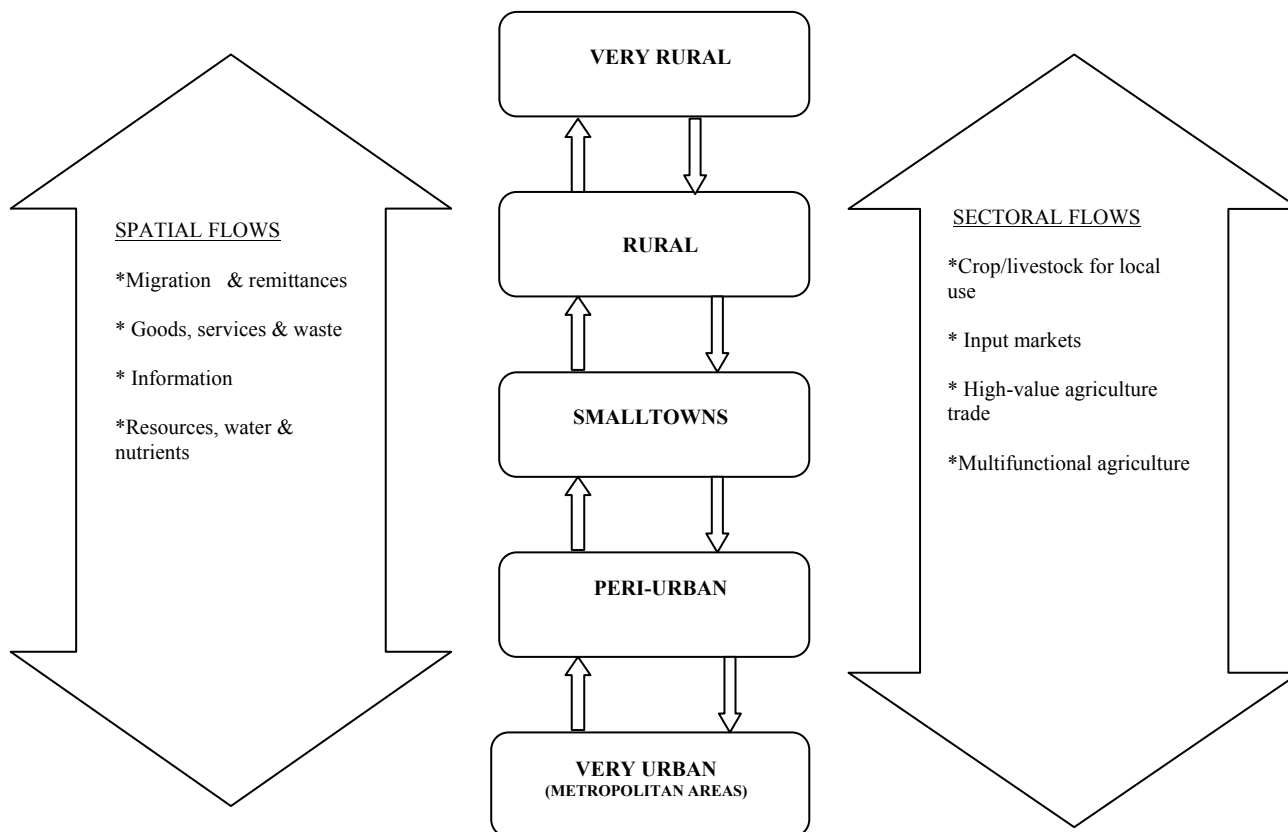 VERY RURAL
SPATIAL FLOWS
*Migration & remittances
* Goods, services & waste
* Information
*Resources, water &
nutrients
RURAL
SMALLTOWNS
PERI-URBAN
VERY URBAN
(METROPOLITAN AREAS)
SECTORAL FLOWS
*Crop/livestock for local
use
* Input markets
* High-value agriculture
trade
*Multifunctional agriculture